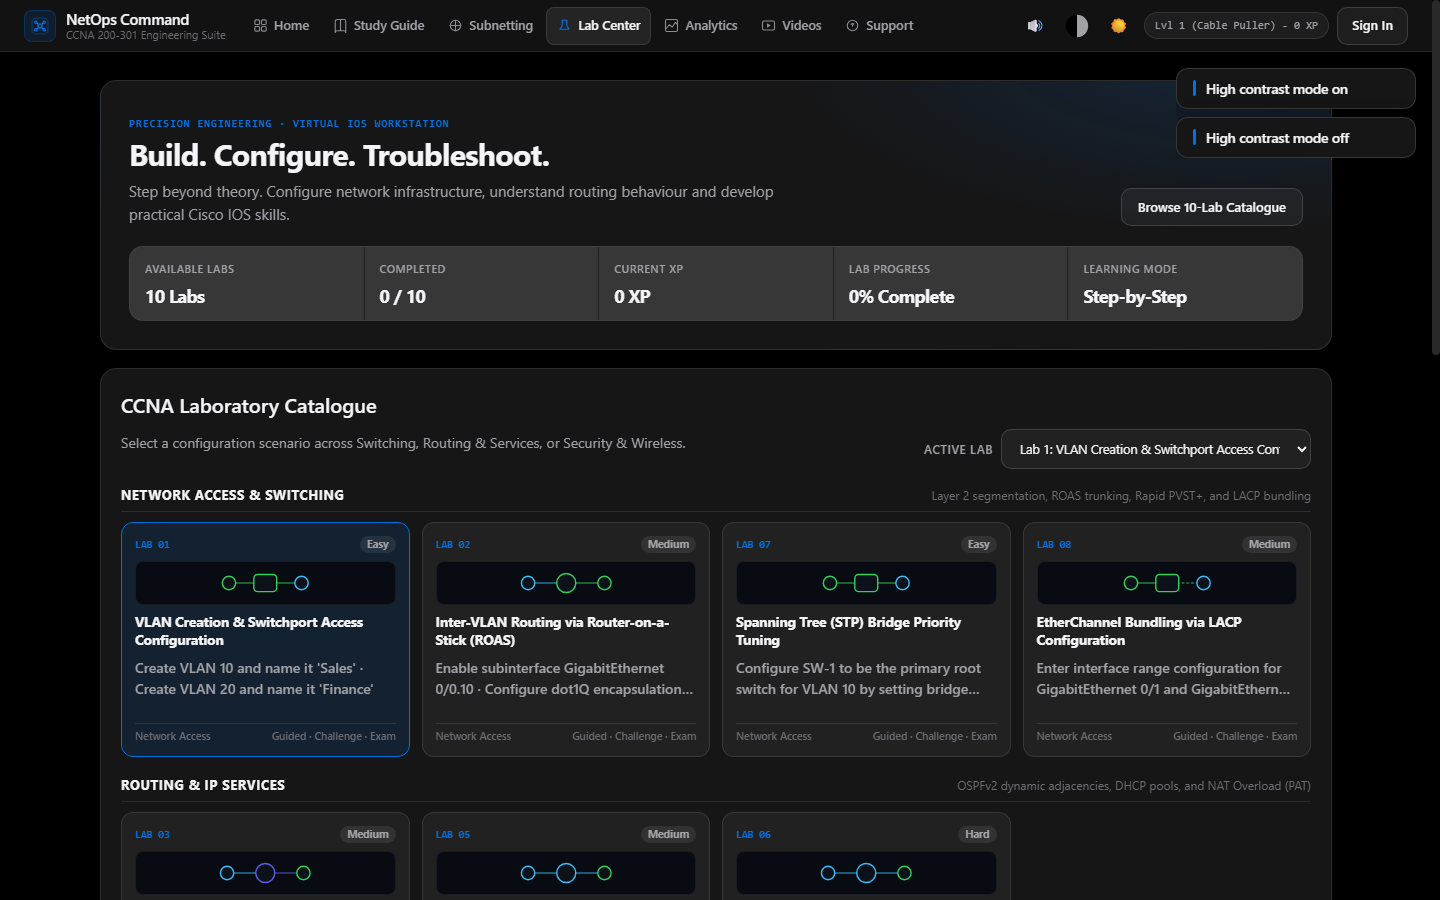 NetOps Command
CCNA 200-301 Engineering Suite
Home
Study Guide
Subnetting
Lab Center
Analytics
Videos
Support
Lvl 1 (Cable Puller) - 0 XP
Sign In
High contrast mode on
High contrast mode off
PRECISION ENGINEERING · VIRTUAL IOS WORKSTATION
Build. Configure. Troubleshoot.
Step beyond theory. Configure network infrastructure, understand routing behaviour and develop
practical Cisco IOS skills.
Browse 10-Lab Catalogue
AVAILABLE LABS
10 Labs
COMPLETED
0 / 10
CURRENT XP
0 XP
LAB PROGRESS
0% Complete
LEARNING MODE
Step-by-Step
CCNA Laboratory Catalogue
Select a configuration scenario across Switching, Routing & Services, or Security & Wireless.
ACTIVE LAB
Lab 1: VLAN Creation & Switchport Access Con
NETWORK ACCESS & SWITCHING
Layer 2 segmentation, ROAS trunking, Rapid PVST+, and LACP bundling
LAB 01
Easy
VLAN Creation & Switchport Access
Configuration
Create VLAN 10 and name it 'Sales' ·
Create VLAN 20 and name it 'Finance'
Network Access
Guided · Challenge · Exam
LAB 02
Medium
Inter-VLAN Routing via Router-on-a-
Stick (ROAS)
Enable subinterface GigabitEthernet
0/0.10 · Configure dot1Q encapsulation...
Network Access
Guided · Challenge · Exam
LAB 07
Easy
Spanning Tree (STP) Bridge Priority
Tuning
Configure SW-1 to be the primary root
switch for VLAN 10 by setting bridge...
Network Access
Guided · Challenge · Exam
LAB 08
Medium
EtherChannel Bundling via LACP
Configuration
Enter interface range configuration for
GigabitEthernet 0/1 and GigabitEthern...
Network Access
Guided · Challenge · Exam
ROUTING & IP SERVICES
OSPFv2 dynamic adjacencies, DHCP pools, and NAT Overload (PAT)
LAB 03
Medium
LAB 05
Medium
LAB 06
Hard